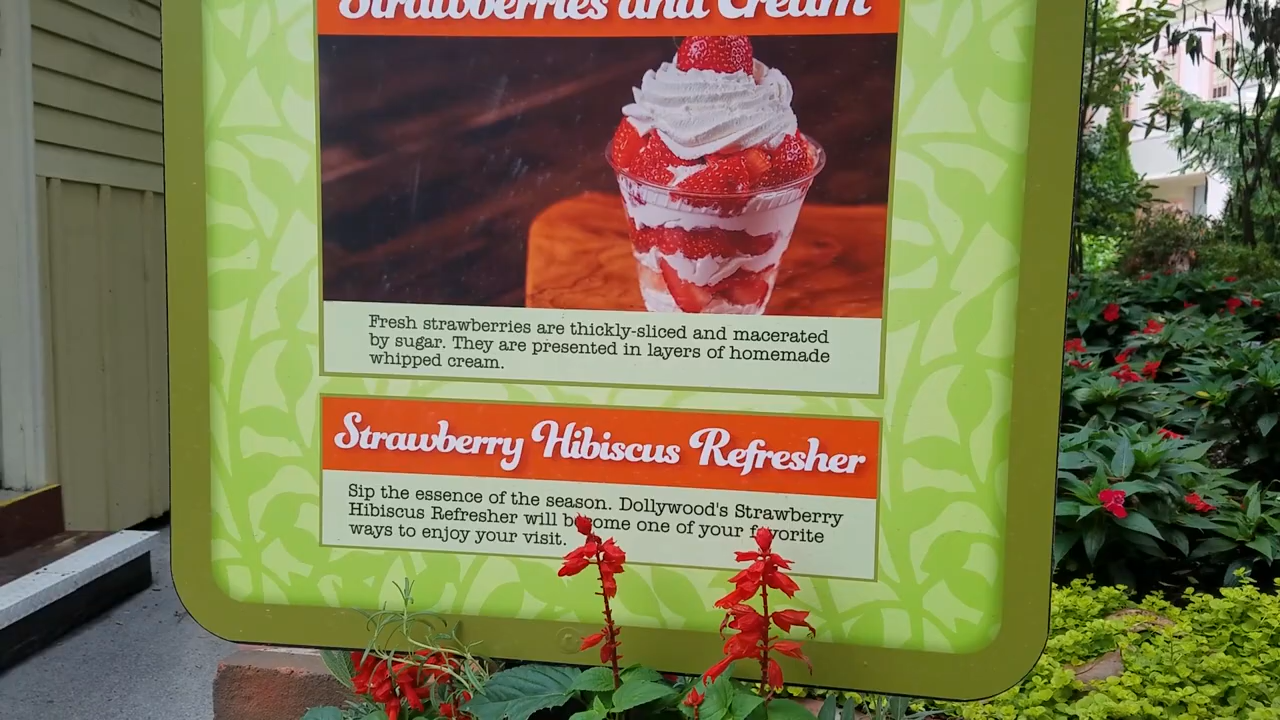 Strawberries and Cream
Fresh strawberries are thickly-sliced and macerated
by sugar. They are presented in layers of homemade
whipped cream.
Strawberry Hibiscus Refresher
Sip the essence of the season. Dollywood's Strawberry
Hibiscus Refresher will become one of your favorite
ways to enjoy your visit.